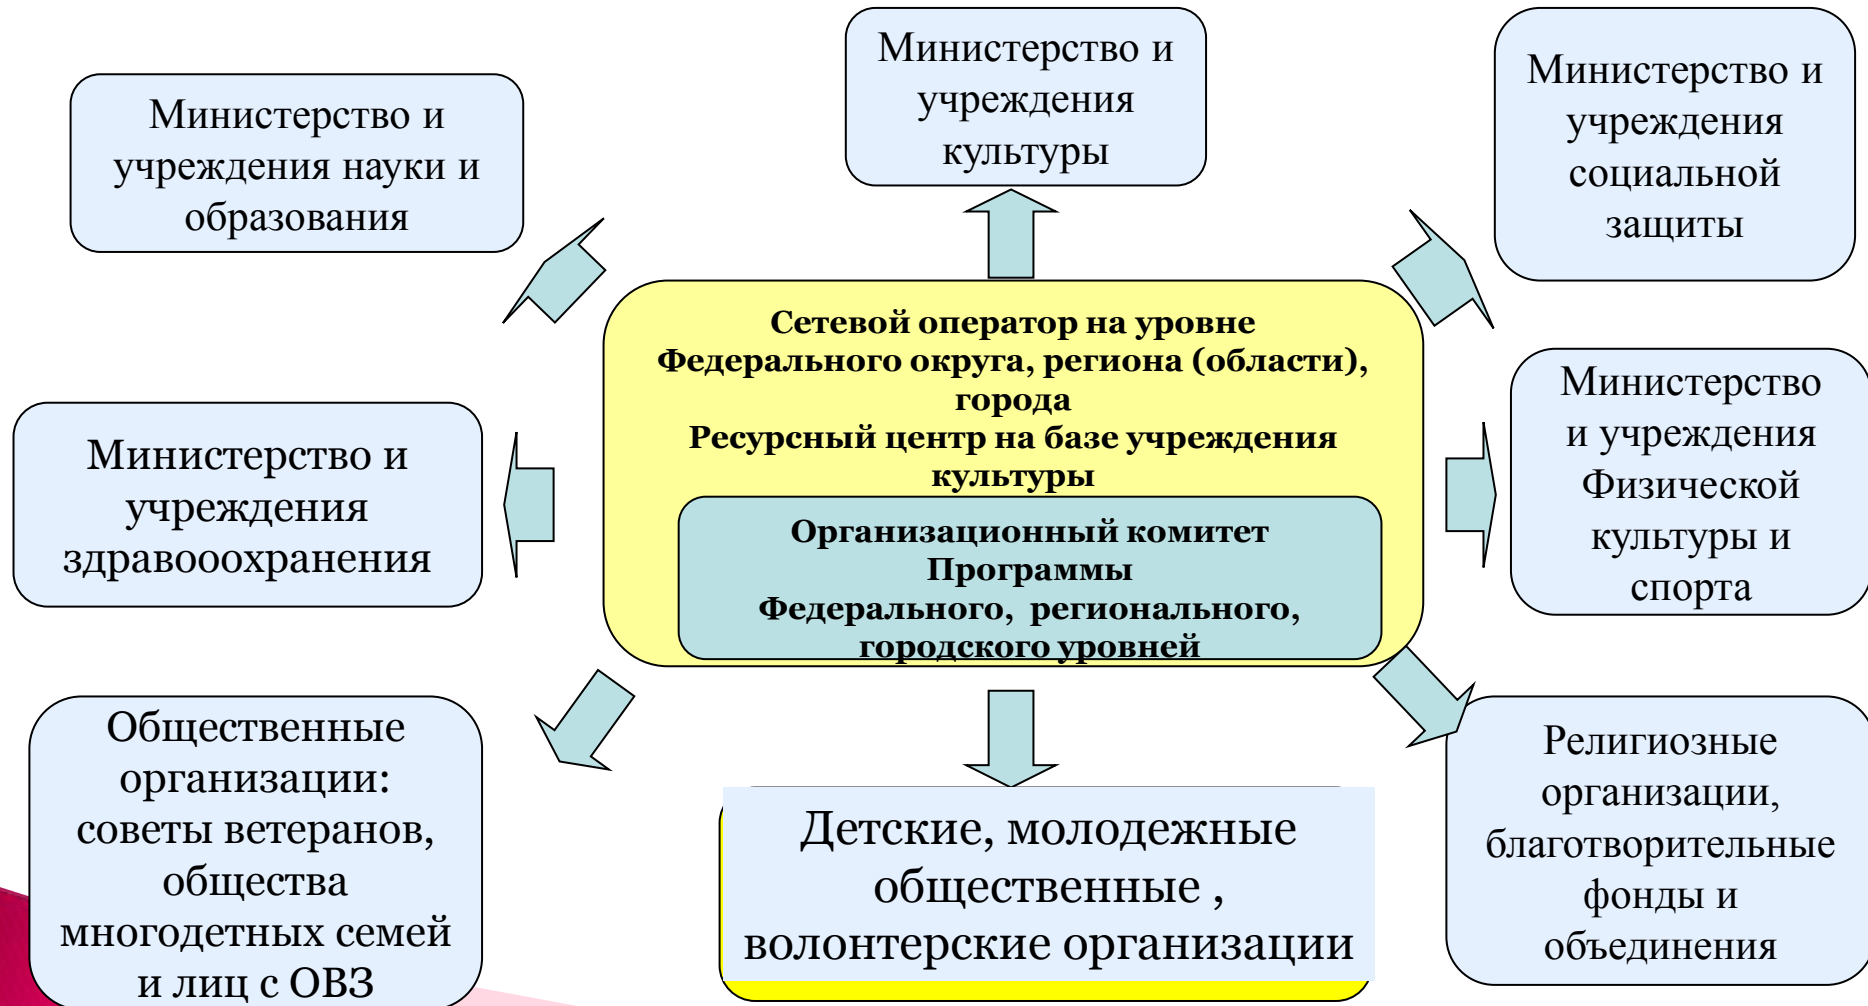 Министерство и
учреждения науки и
образования
Министерство и
учреждения
культуры
Министерство и
учреждения
социальной
защиты
Сетевой оператор на уровне
Федерального округа, региона (области),
города
Ресурсный центр на базе учреждения
культуры
Организационный комитет
Программы
Федерального, регионального,
городского уровней
Министерство и
учреждения
здравооохранения
Министерство
и учреждения
Физической
культуры и
спорта
Общественные
организации:
советы ветеранов,
общества
многодетных семей
и лиц с ОВЗ
Детские, молодежные
общественные ,
волонтерские организации
Религиозные
организации,
благотворительные
фонды и
объединения